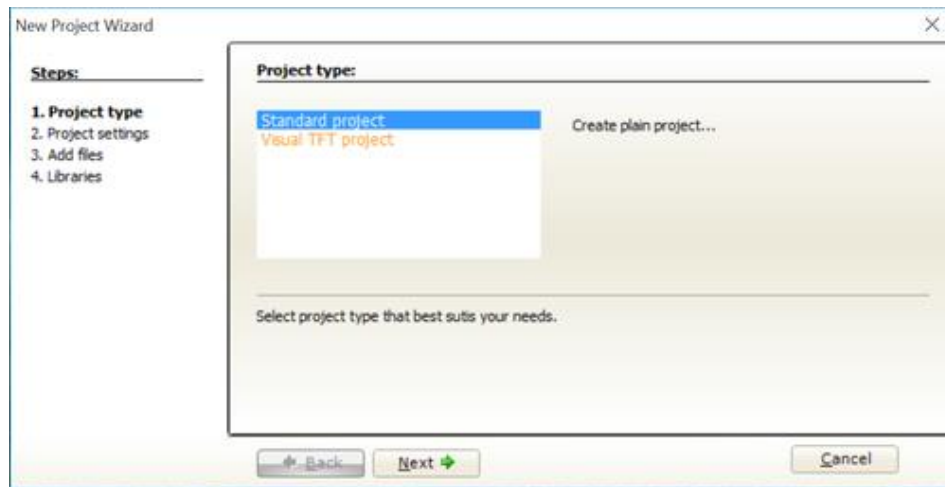 New Project Wizard
Steps:
1. Project type
2. Project settings
3. Add files
4. Libraries
Project type:
Standard project
Visual TFT project
Create plain project...
Select project type that best sutis your needs.
Back
Next
Cancel